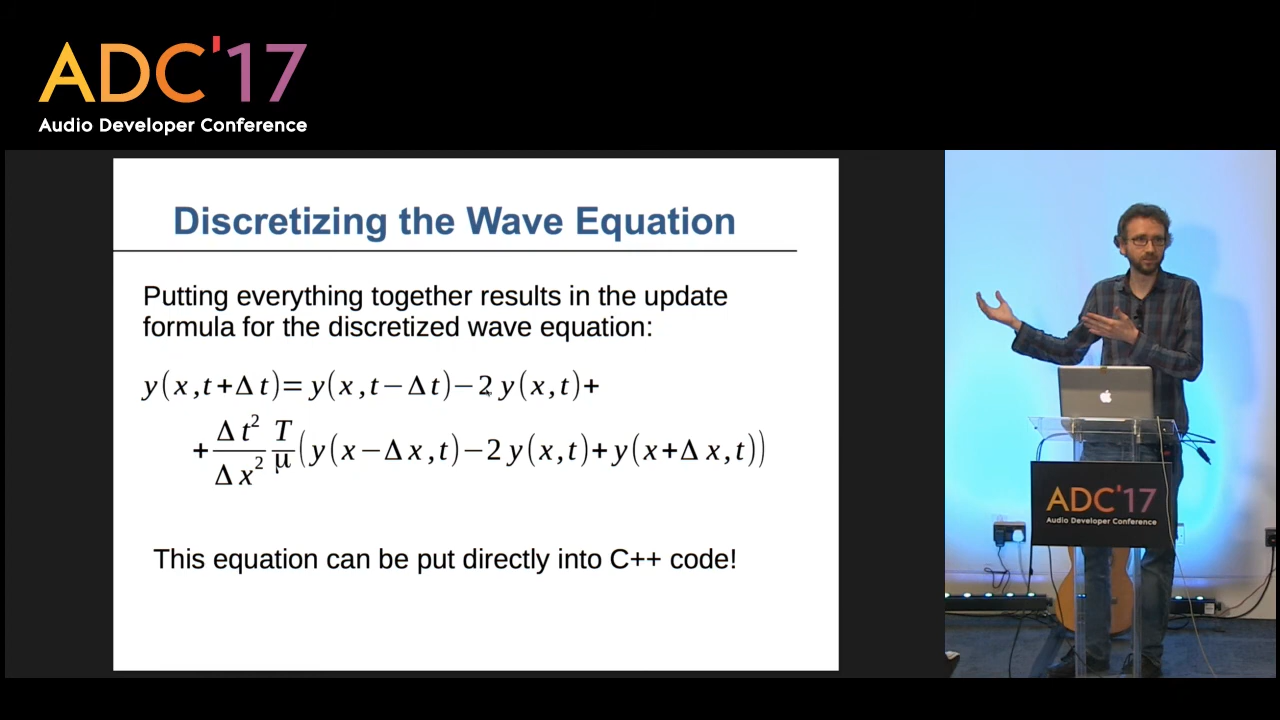 ADC'17
Audio Developer Conference
Discretizing the Wave Equation
Putting everything together results in the update
formula for the discretized wave equation:
y(x,t+Δt)=y(x,t−Δt)−2y(x,t)+
+Δt²/Δx² T/μ(y(x−Δx,t)−2y(x,t)+y(x+Δx,t))
This equation can be put directly into C++ code!
ADC'17
Audio Developer Conference